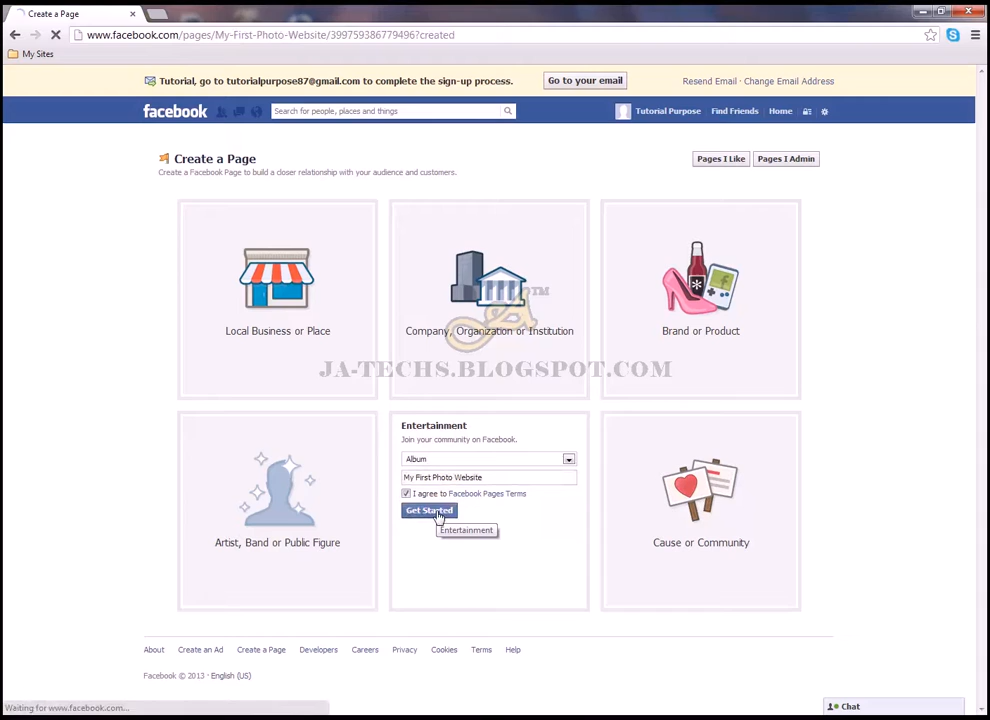 Create a Page
www.facebook.com/pages/My-First-Photo-Website/399759386779496?created
My Sites
Tutorial, go to tutorialpurpose87@gmail.com to complete the sign-up process. Go to your email Resend Email · Change Email Address
facebook Search for people, places and things Tutorial Purpose Find Friends Home
Create a Page Pages I Like Pages I Admin
Create a Facebook Page to build a closer relationship with your audience and customers.
Local Business or Place Company, Organization or Institution Brand or Product
TM
JA-TECHS.BLOGSPOT.COM
Entertainment
Join your community on Facebook.
Album
My First Photo Website
I agree to Facebook Pages Terms
Get Started
Entertainment
Artist, Band or Public Figure Cause or Community
About Create an Ad Create a Page Developers Careers Privacy Cookies Terms Help
Facebook © 2013 · English (US)
Waiting for www.facebook.com... Chat